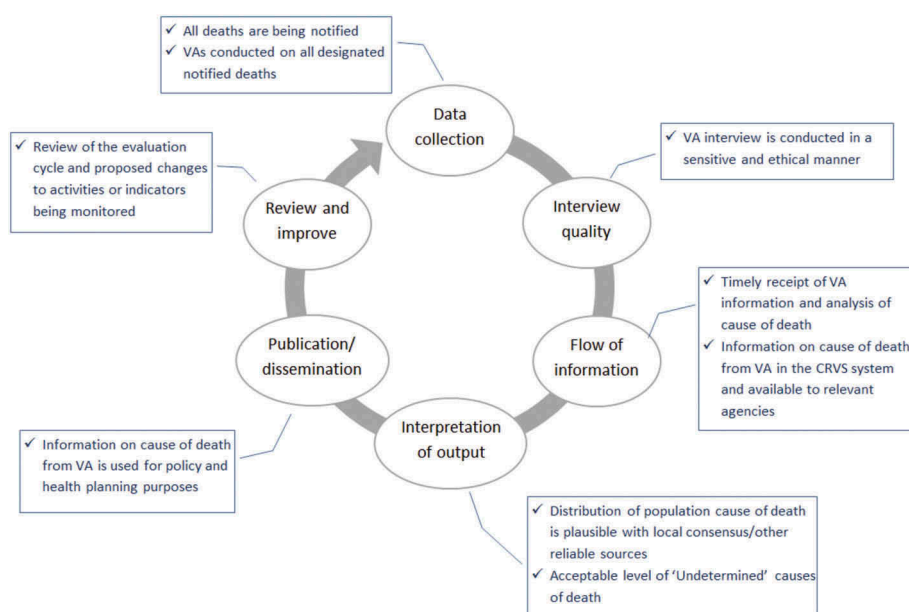 ✓ All deaths are being notified
✓ VAs conducted on all designated
notified deaths
Data
collection
✓ VA interview is conducted in a
sensitive and ethical manner
Interview
quality
✓ Timely receipt of VA
information and analysis of
cause of death
✓ Information on cause of death
from VA in the CRVS system
and available to relevant
agencies
Flow of
information
Interpretation
of output
✓ Distribution of population cause of death
is plausible with local consensus/other
reliable sources
✓ Acceptable level of ‘Undetermined’ causes
of death
Publication/
dissemination
✓ Information on cause of death
from VA is used for policy and
health planning purposes
Review and
improve
✓ Review of the evaluation
cycle and proposed changes
to activities or indicators
being monitored